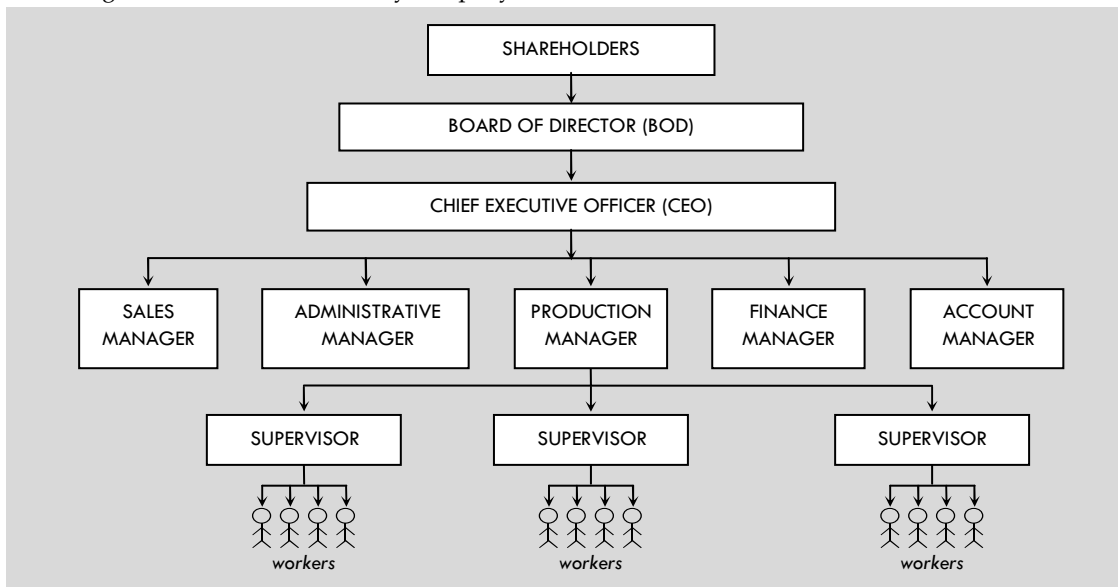 SHAREHOLDERS
BOARD OF DIRECTOR (BOD)
CHIEF EXECUTIVE OFFICER (CEO)
SALES
MANAGER
ADMINISTRATIVE
MANAGER
PRODUCTION
MANAGER
FINANCE
MANAGER
ACCOUNT
MANAGER
SUPERVISOR
SUPERVISOR
SUPERVISOR
workers
workers
workers